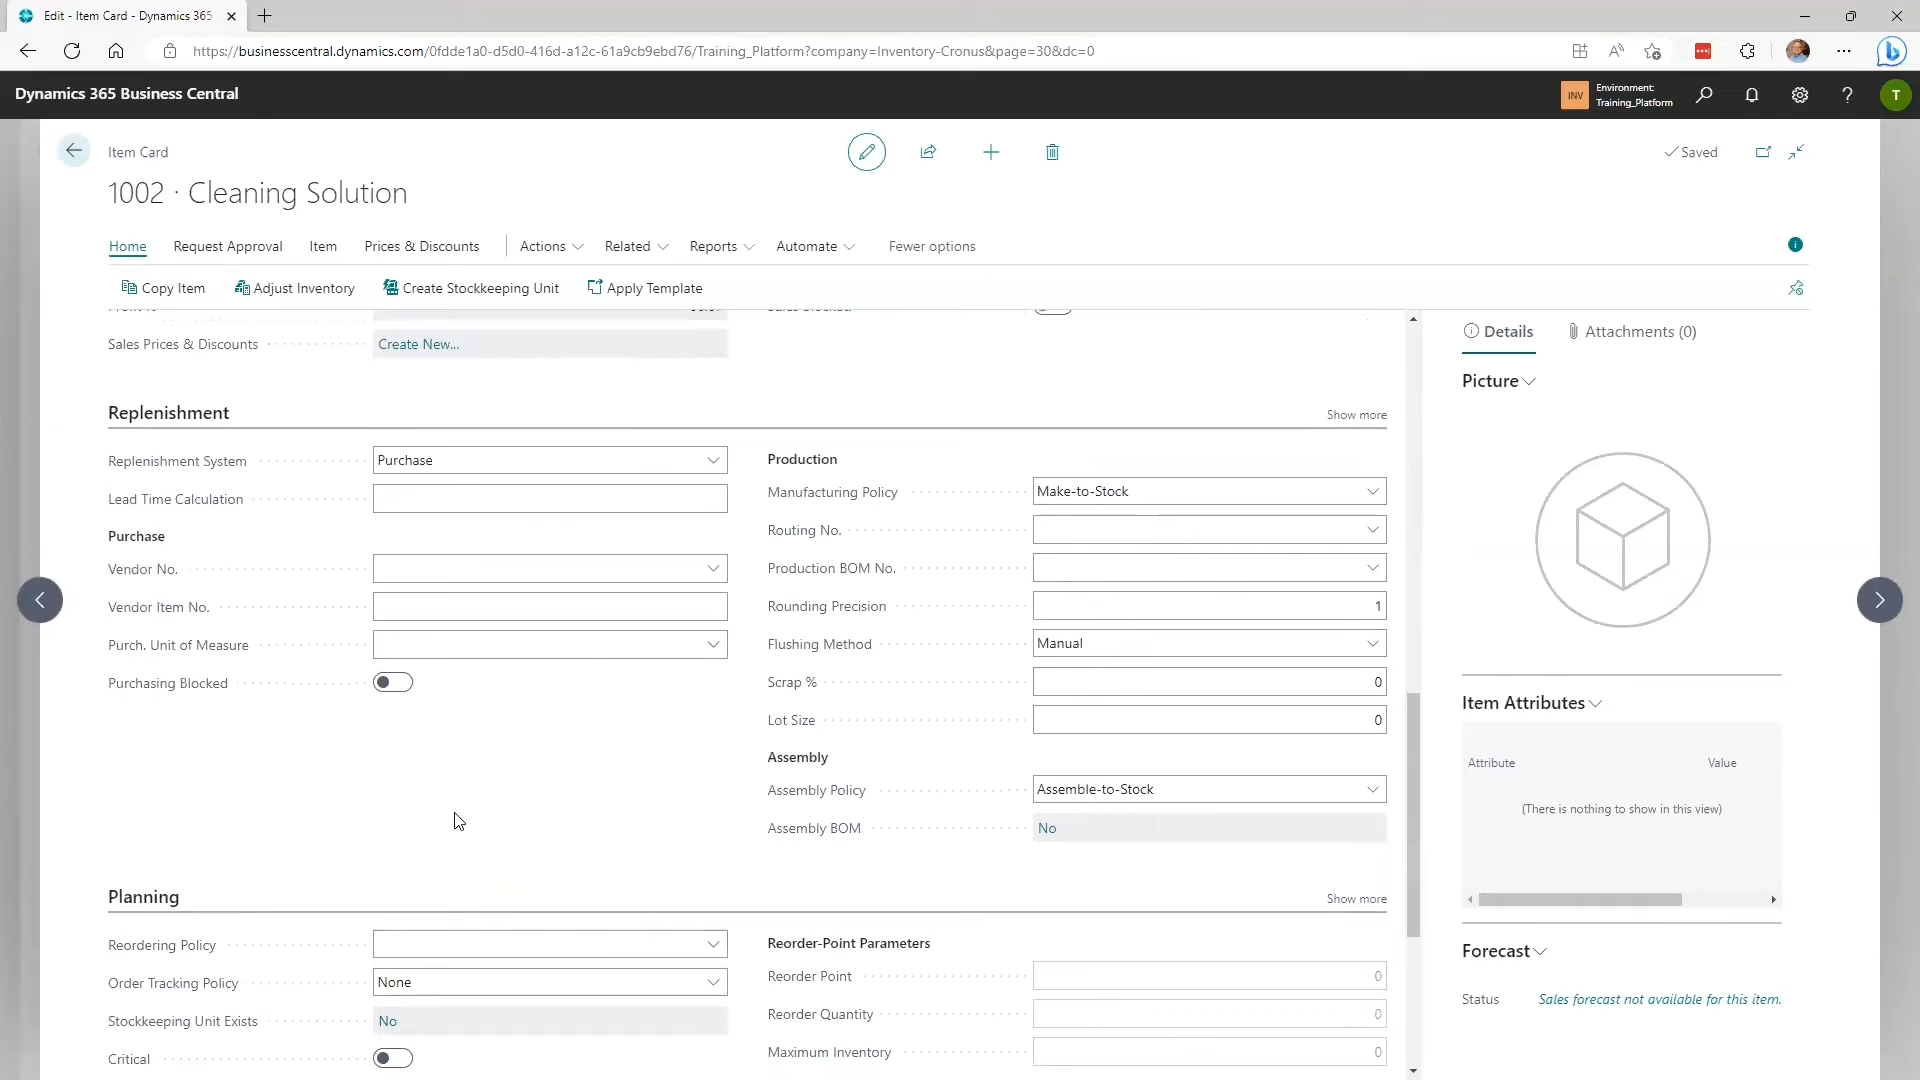 Edit - Item Card - Dynamics 365
https://businesscentral.dynamics.com/0fdde1a0-d5d0-416d-a12c-61a9cb9ebd76/Training_Platform?company=Inventory-Cronus&page=30&dc=0
Dynamics 365 Business Central
INV
Environment:
Training_Platform
?
T
Item Card
Saved
1002 · Cleaning Solution
Home
Request Approval
Item
Prices & Discounts
Actions
Related
Reports
Automate
Fewer options
Copy Item
Adjust Inventory
Create Stockkeeping Unit
Apply Template
Sales Prices & Discounts
Create New...
Replenishment
Show more
Replenishment System
Purchase
Lead Time Calculation
Purchase
Vendor No.
Vendor Item No.
Purch. Unit of Measure
Purchasing Blocked
Production
Manufacturing Policy
Make-to-Stock
Routing No.
Production BOM No.
Rounding Precision
1
Flushing Method
Manual
Scrap %
0
Lot Size
0
Assembly
Assembly Policy
Assemble-to-Stock
Assembly BOM
No
Planning
Show more
Reordering Policy
Order Tracking Policy
None
Stockkeeping Unit Exists
No
Critical
Reorder-Point Parameters
Reorder Point
0
Reorder Quantity
0
Maximum Inventory
0
Details
Attachments (0)
Picture
Item Attributes
Attribute
Value
(There is nothing to show in this view)
Forecast
Status
Sales forecast not available for this item.